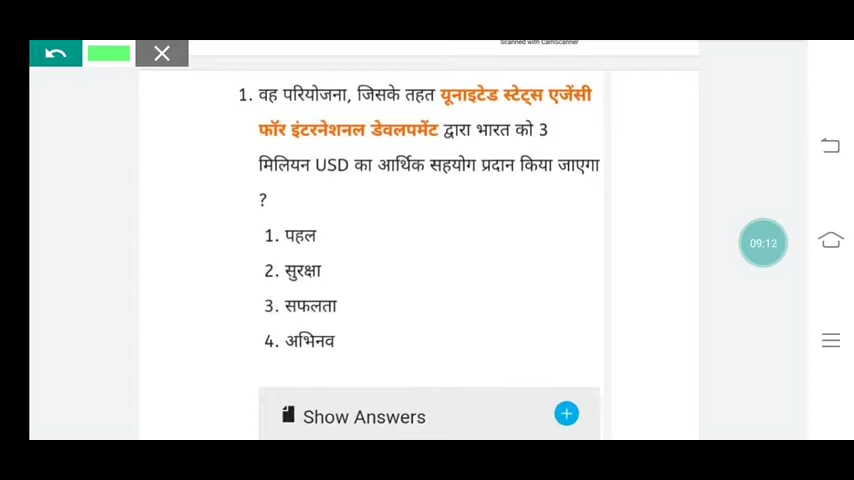 Scanned with CamScanner
1. वह परियोजना, जिसके तहत यूनाइटेड स्टेट्स एजेंसी
फॉर इंटरनेशनल डेवलपमेंट द्वारा भारत को 3
मिलियन USD का आर्थिक सहयोग प्रदान किया जाएगा
?
1. पहल
2. सुरक्षा
3. सफलता
4. अभिनव
09:12
Show Answers